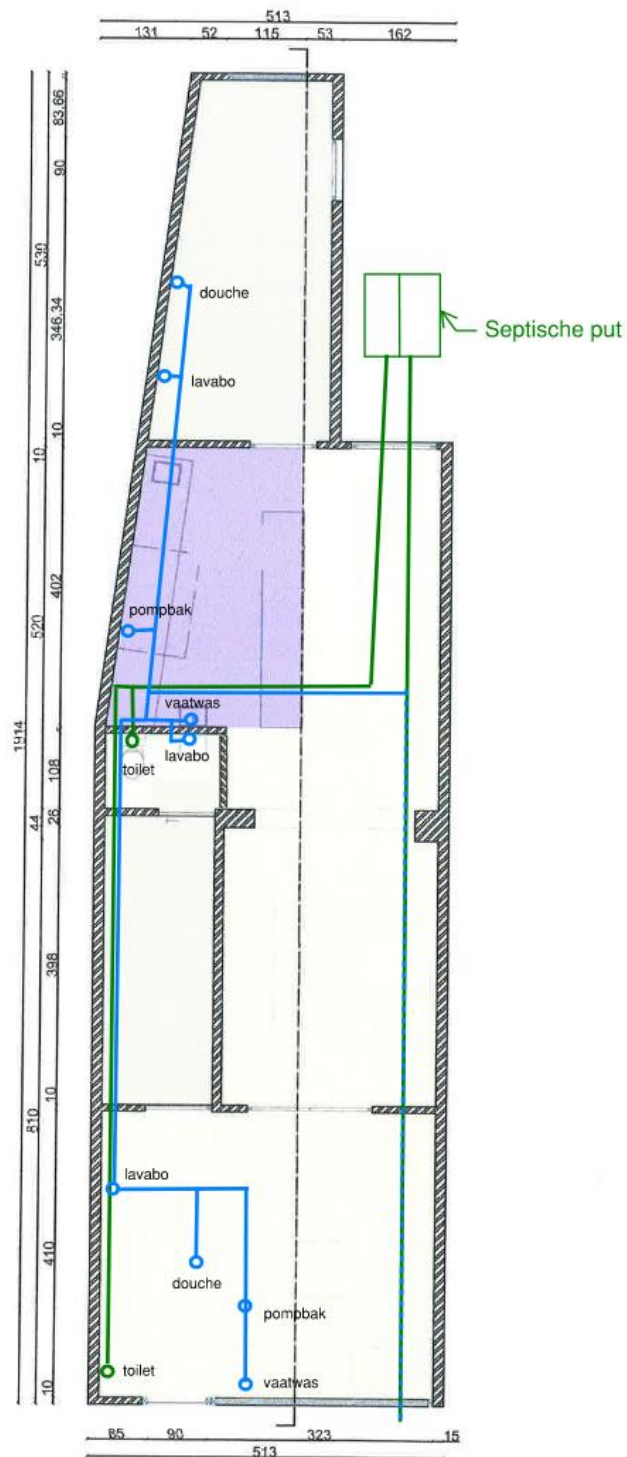 513
131 52 115 53 162
83.66
90
530
346.34
douche
Septische put
lavabo
10
10
402
pompbak
520
vaatwas
1914
lavabo
toilet
108
26
44
398
10
810
lavabo
410
douche
pompbak
toilet
vaatwas
10
85 90 323 15
513